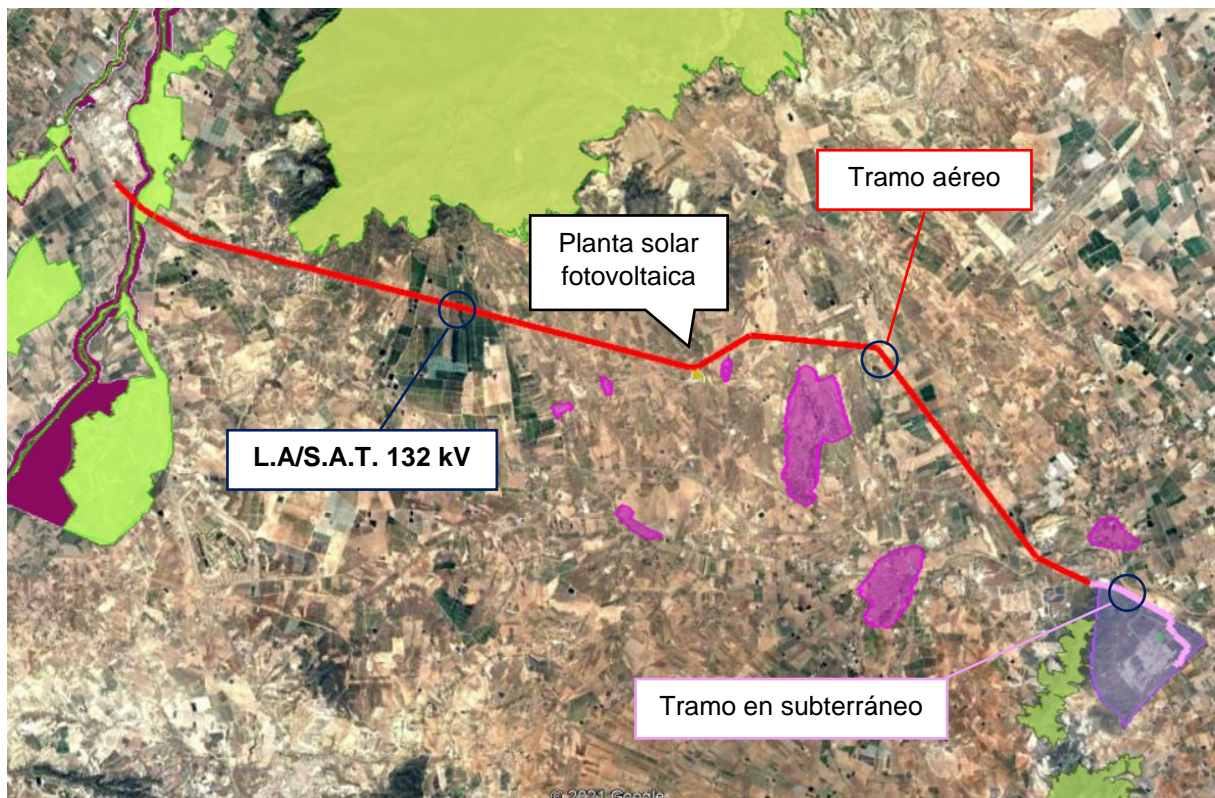 Tramo aéreo
Planta solar
fotovoltaica
L.A/S.A.T. 132 kV
Tramo en subterráneo
© 2021 Google